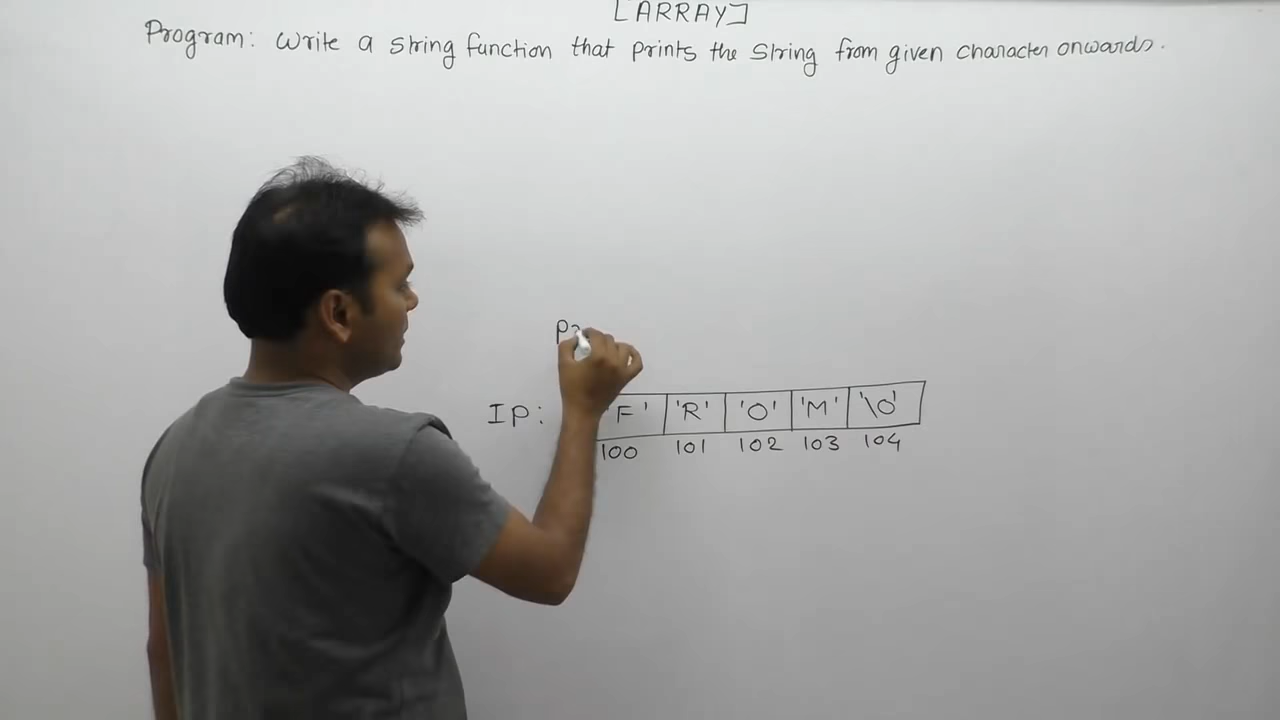 [ARRAY]
Program: Write a string function that prints the string from given character onwards.
IP: 'F' 'R' 'O' 'M' '\0'
100 101 102 103 104